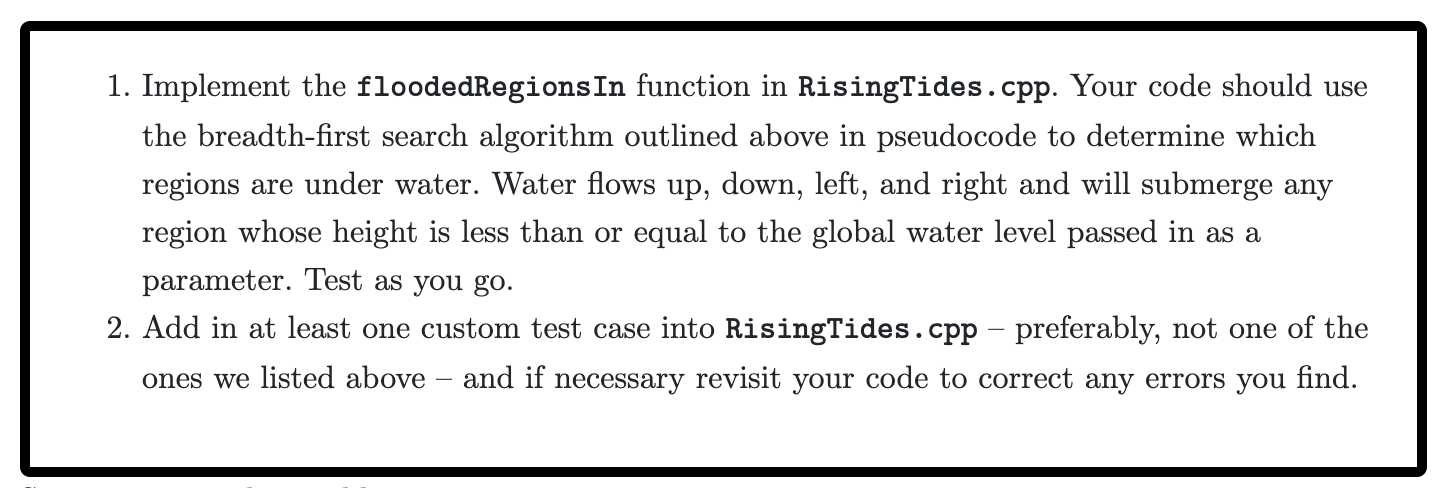 1. Implement the floodedRegionsIn function in RisingTides.cpp. Your code should use
the breadth-first search algorithm outlined above in pseudocode to determine which
regions are under water. Water flows up, down, left, and right and will submerge any
region whose height is less than or equal to the global water level passed in as a
parameter. Test as you go.
2. Add in at least one custom test case into RisingTides.cpp – preferably, not one of the
ones we listed above – and if necessary revisit your code to correct any errors you find.